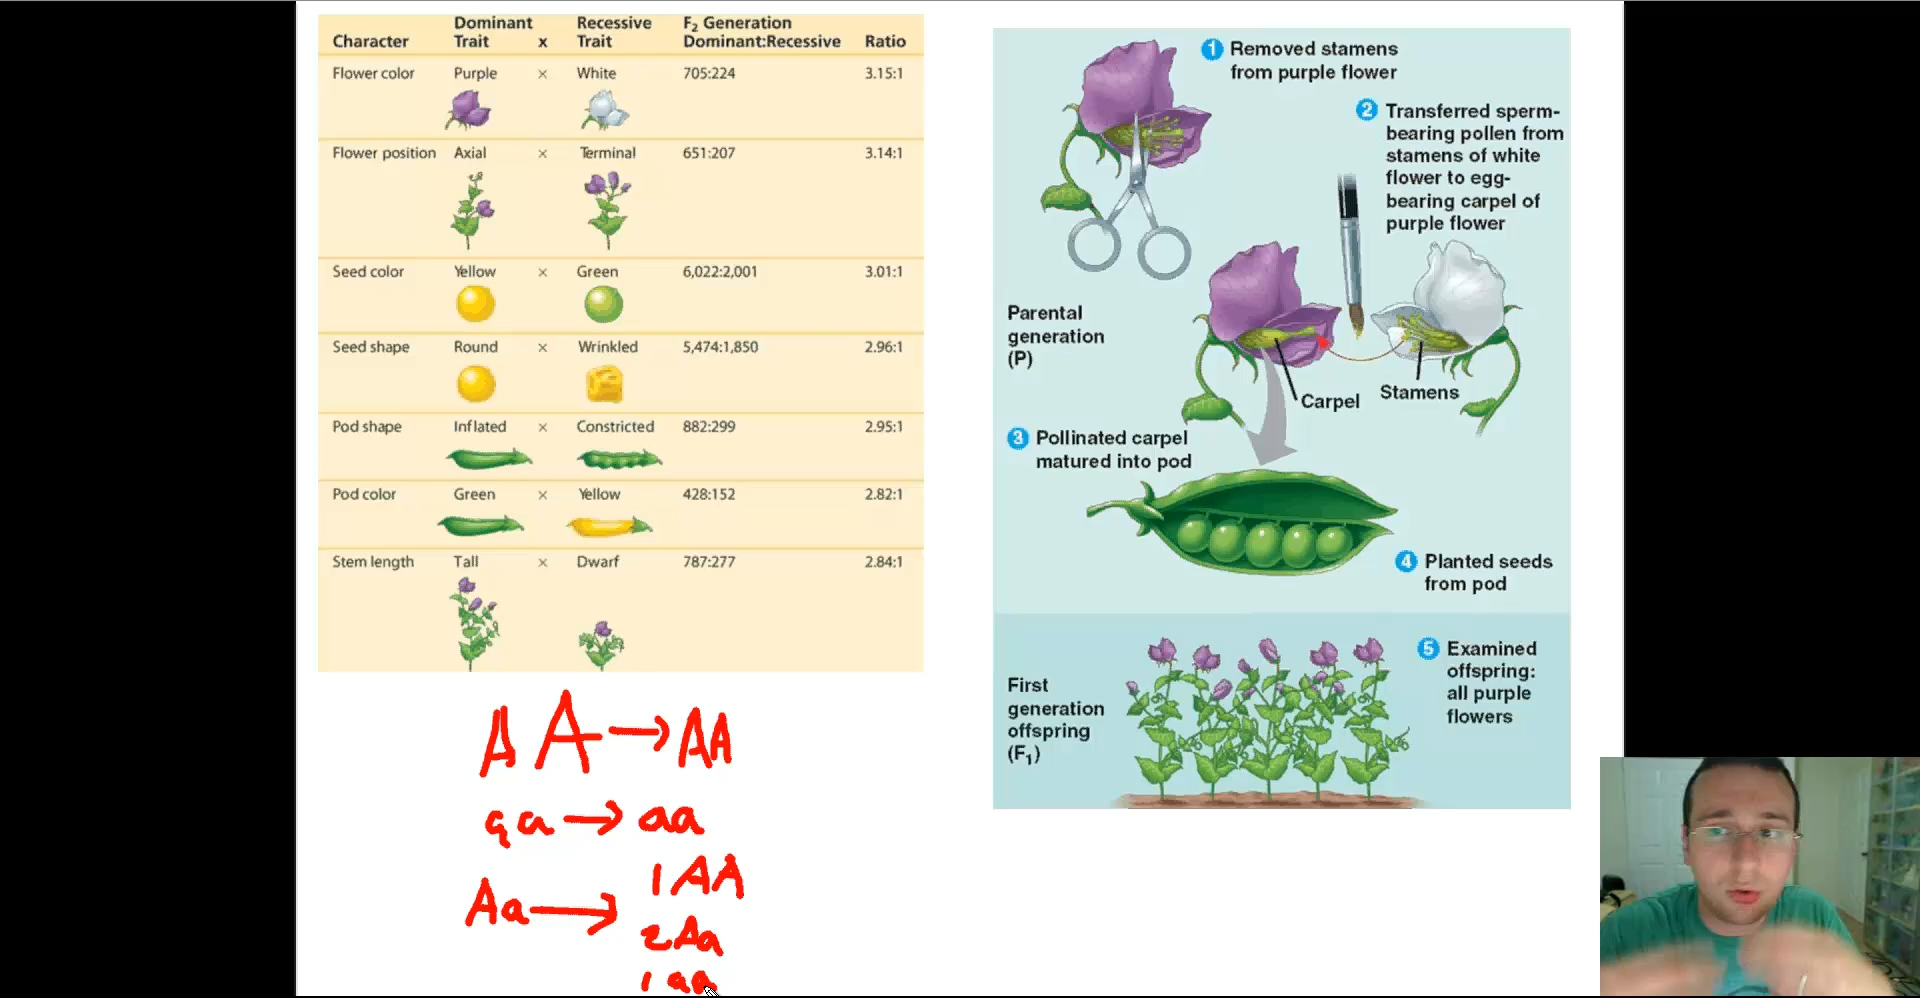 Character Dominant Trait x Recessive Trait F2 Generation Dominant:Recessive Ratio
Flower color Purple × White 705:224 3.15:1
Flower position Axial × Terminal 651:207 3.14:1
Seed color Yellow × Green 6,022:2,001 3.01:1
Seed shape Round × Wrinkled 5,474:1,850 2.96:1
Pod shape Inflated × Constricted 882:299 2.95:1
Pod color Green × Yellow 428:152 2.82:1
Stem length Tall × Dwarf 787:277 2.84:1
A A → AA
a a → aa
Aa → 1 AA
2 Aa
1 aa
1 Removed stamens
from purple flower
2 Transferred sperm-
bearing pollen from
stamens of white
flower to egg-
bearing carpel of
purple flower
Parental
generation
(P)
Carpel
Stamens
3 Pollinated carpel
matured into pod
4 Planted seeds
from pod
5 Examined
offspring:
all purple
flowers
First
generation
offspring
(F1)